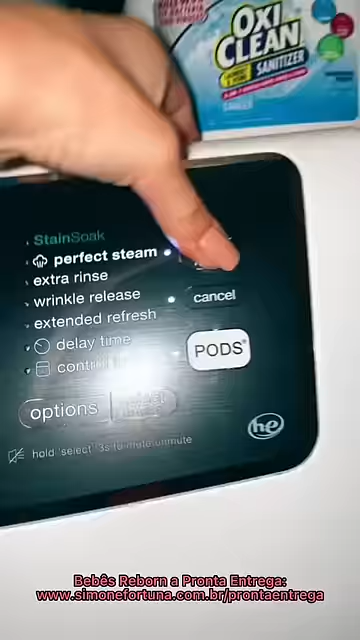 OXI
CLEAN
SANITIZER
StainSoak
perfect steam
extra rinse
wrinkle release
cancel
extended refresh
delay time
PODS
options
he
hold 'select' 3s to mute/unmute
Bebês Reborn a Pronta Entrega:
www.simonefortuna.com.br/prontaentrega